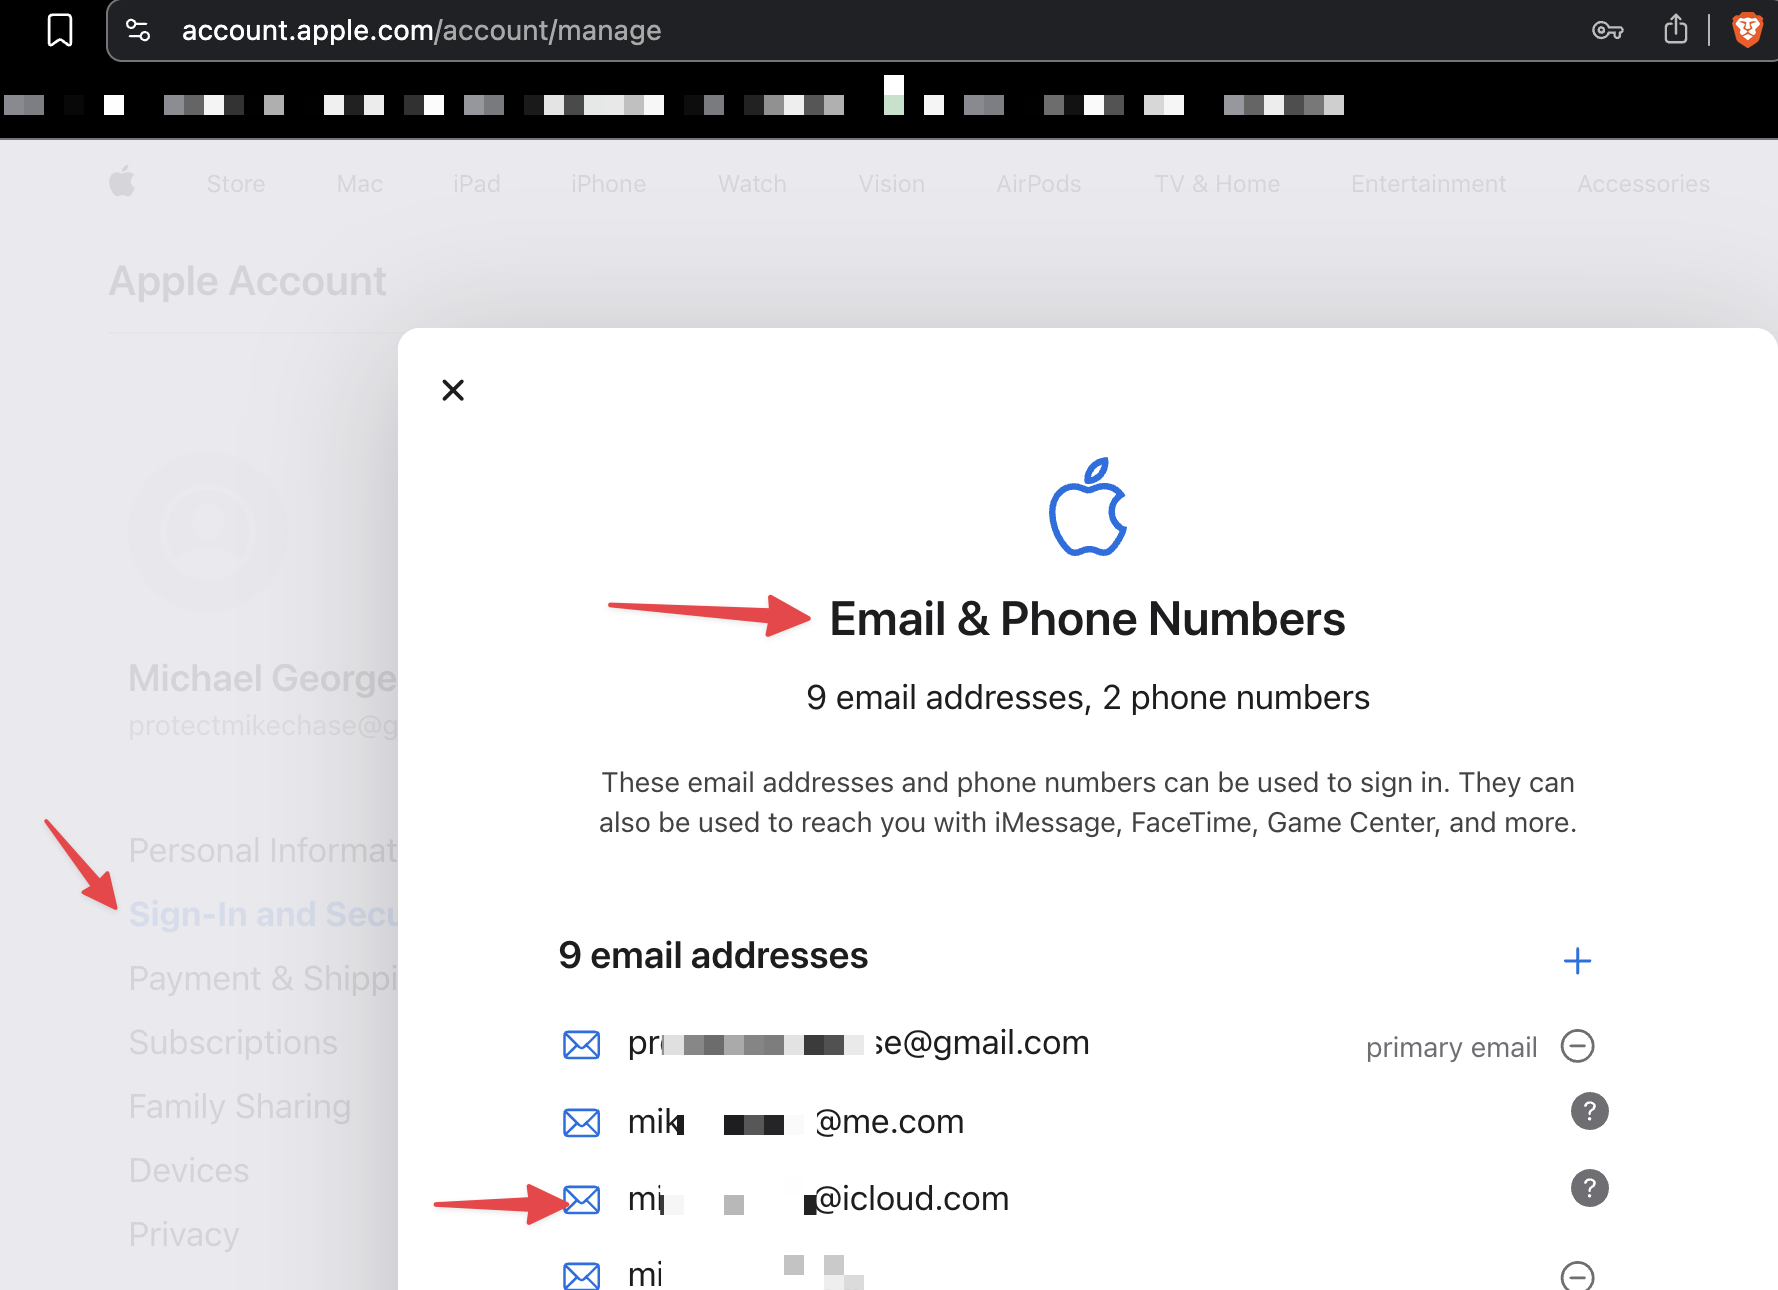 account.apple.com/account/manage
Store Mac iPad iPhone Watch Vision AirPods TV & Home Entertainment Accessories
Apple Account
Email & Phone Numbers
Michael George
9 email addresses, 2 phone numbers
protectmikechase@g
These email addresses and phone numbers can be used to sign in. They can
also be used to reach you with iMessage, FaceTime, Game Center, and more.
Personal Informat
Sign-In and Secu
Payment & Shippi
Subscriptions
Family Sharing
Devices
Privacy
9 email addresses
pr se@gmail.com primary email
mik @me.com ?
mi @icloud.com ?
mi